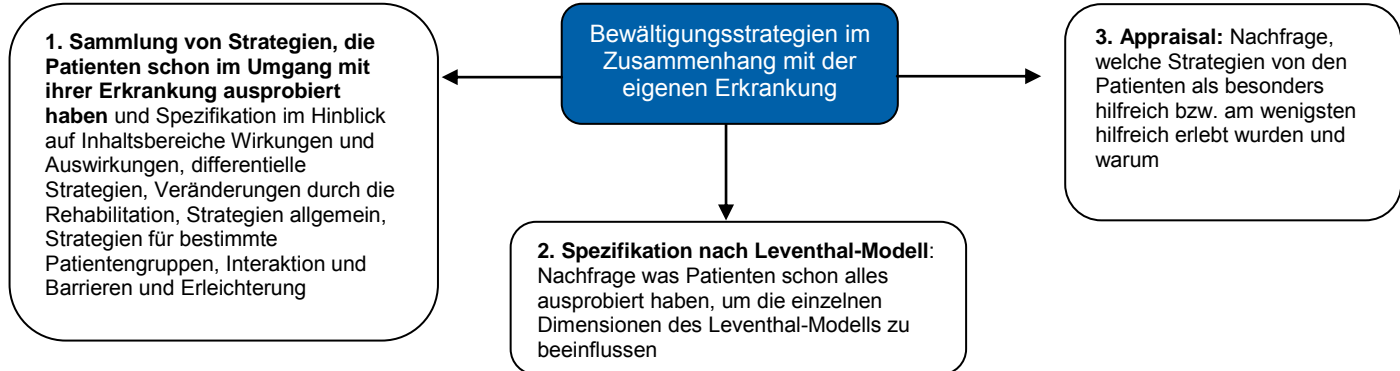 Bewältigungsstrategien im
Zusammenhang mit der
eigenen Erkrankung
1. Sammlung von Strategien, die
Patienten schon im Umgang mit
ihrer Erkrankung ausprobiert
haben und Spezifikation im Hinblick
auf Inhaltsbereiche Wirkungen und
Auswirkungen, differentielle
Strategien, Veränderungen durch die
Rehabilitation, Strategien allgemein,
Strategien für bestimmte
Patientengruppen, Interaktion und
Barrieren und Erleichterung
2. Spezifikation nach Leventhal-Modell:
Nachfrage was Patienten schon alles
ausprobiert haben, um die einzelnen
Dimensionen des Leventhal-Modells zu
beeinflussen
3. Appraisal: Nachfrage,
welche Strategien von den
Patienten als besonders
hilfreich bzw. am wenigsten
hilfreich erlebt wurden und
warum